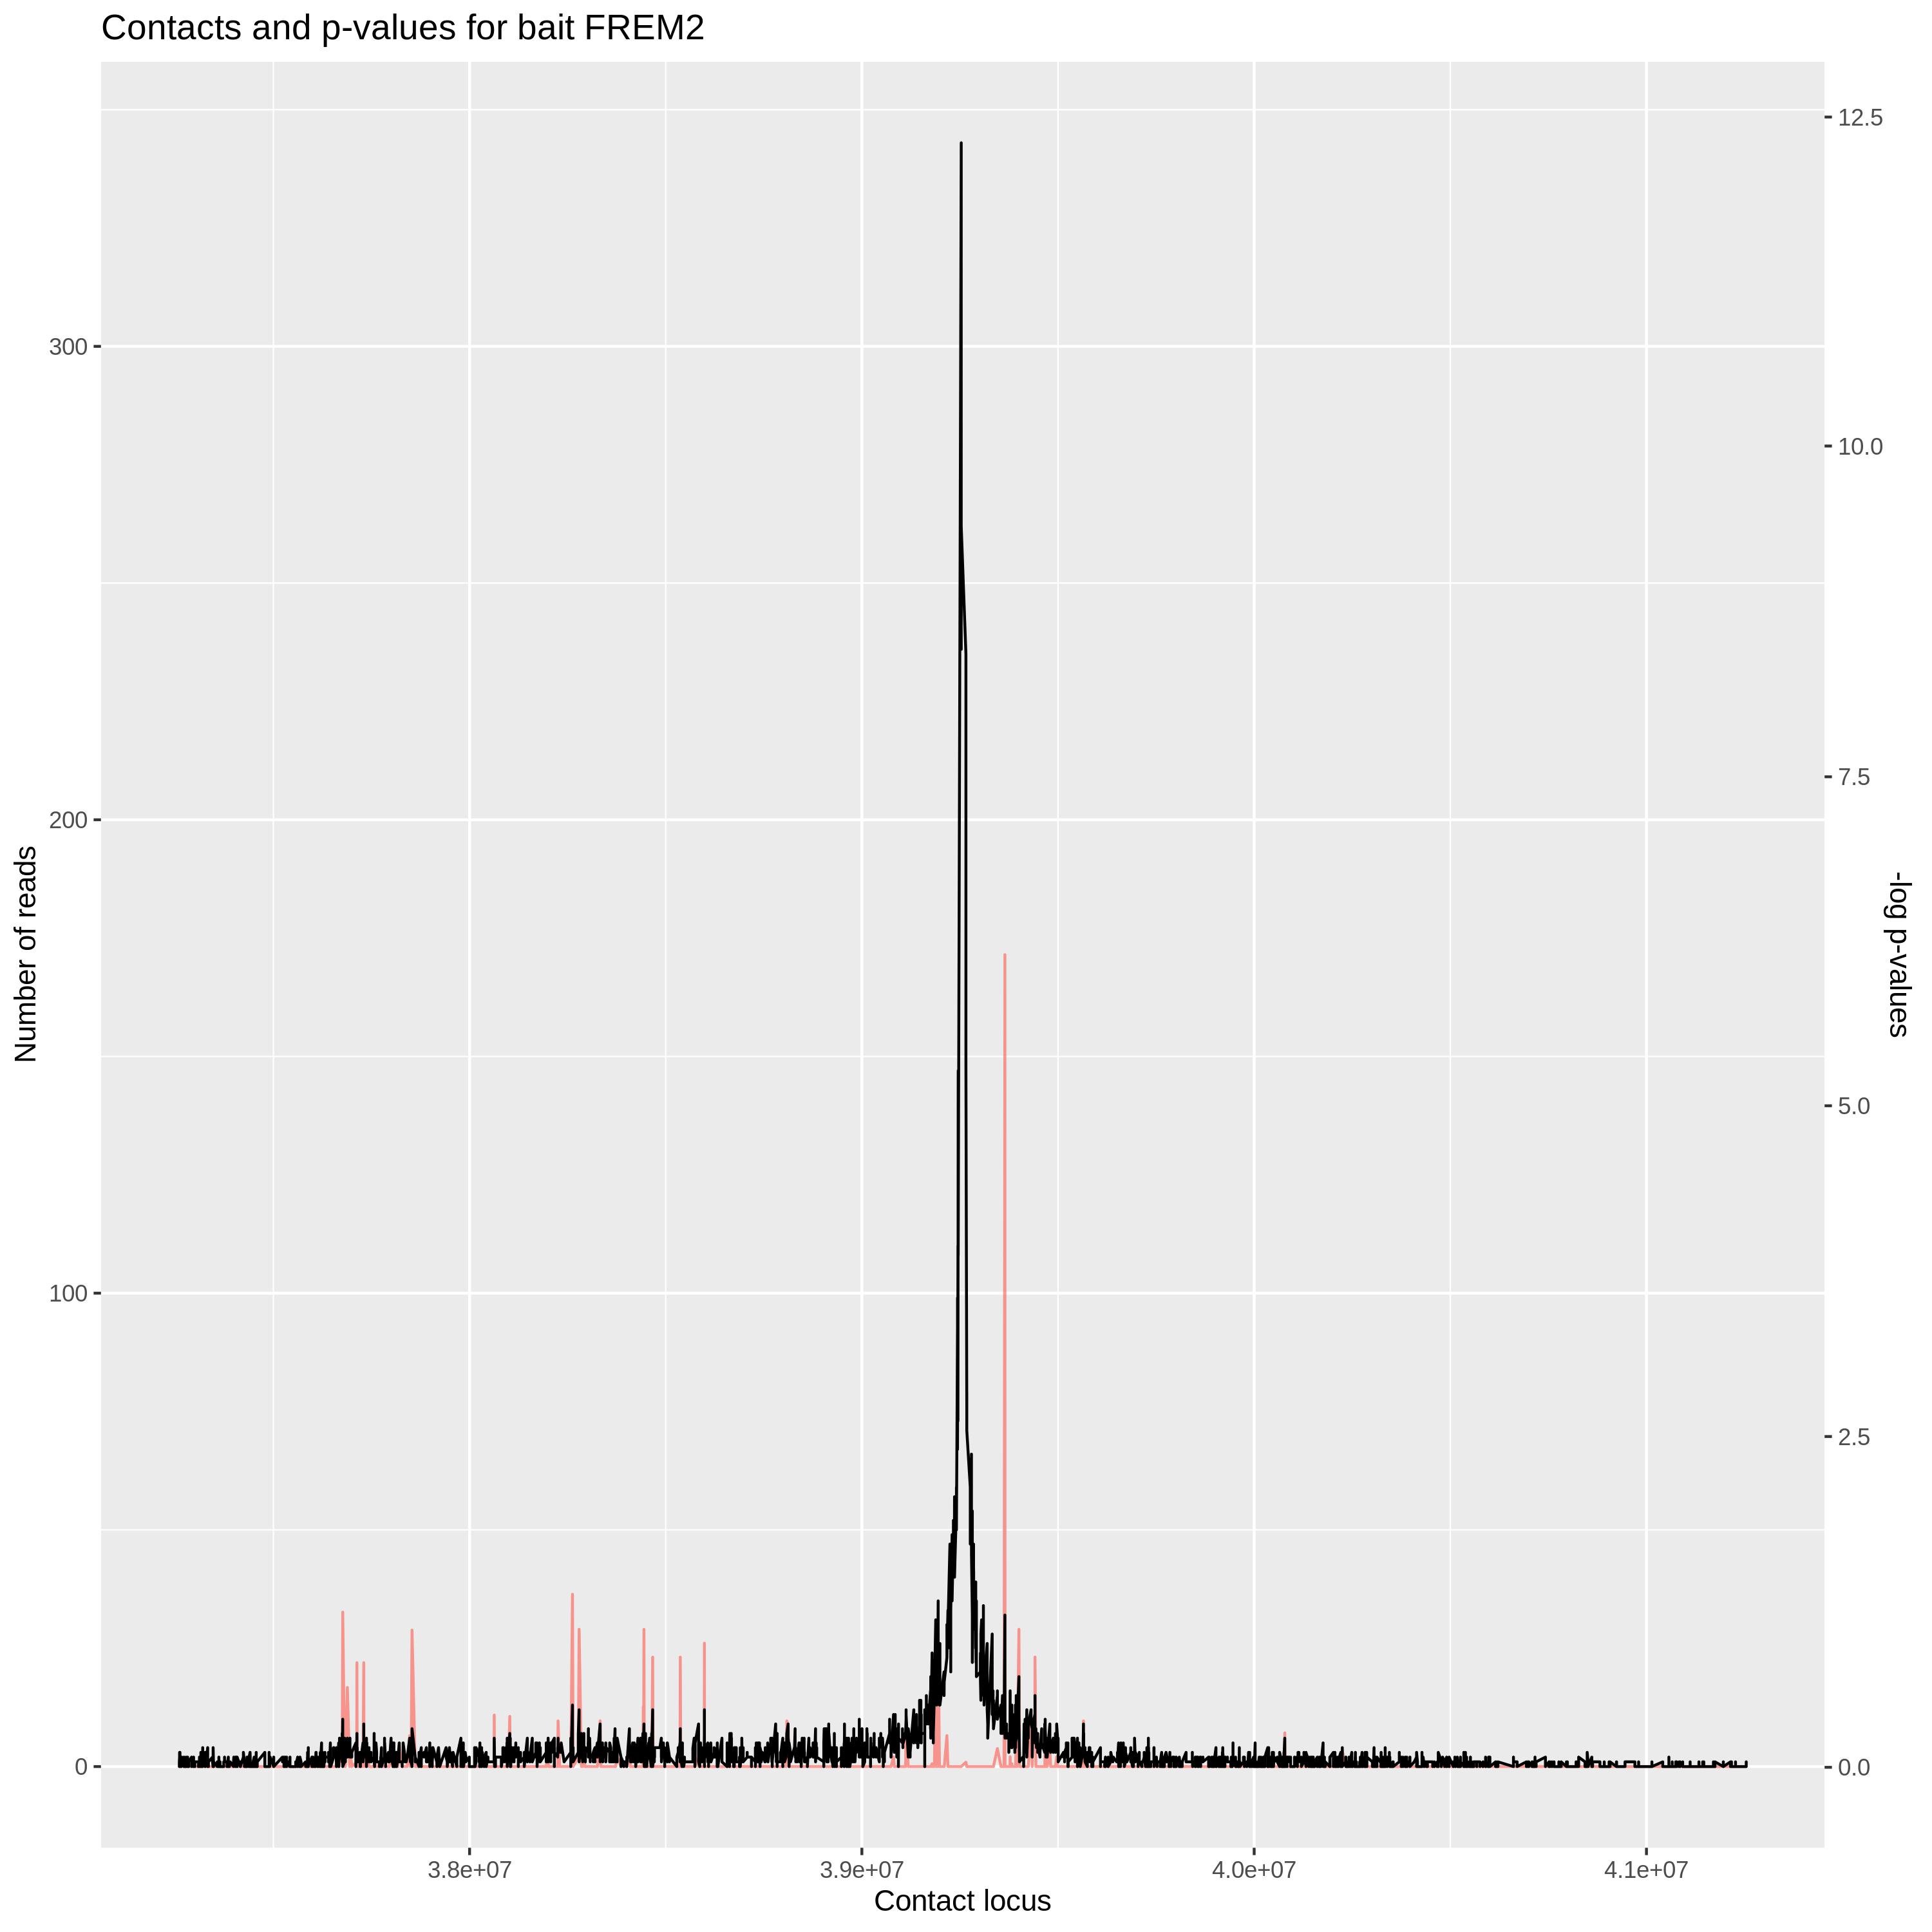 Contacts and p-values for bait FREM2
300
200
100
0
Number of reads
12.5
10.0
7.5
5.0
2.5
0.0
-log p-values
3.8e+07
3.9e+07
4.0e+07
4.1e+07
Contact locus